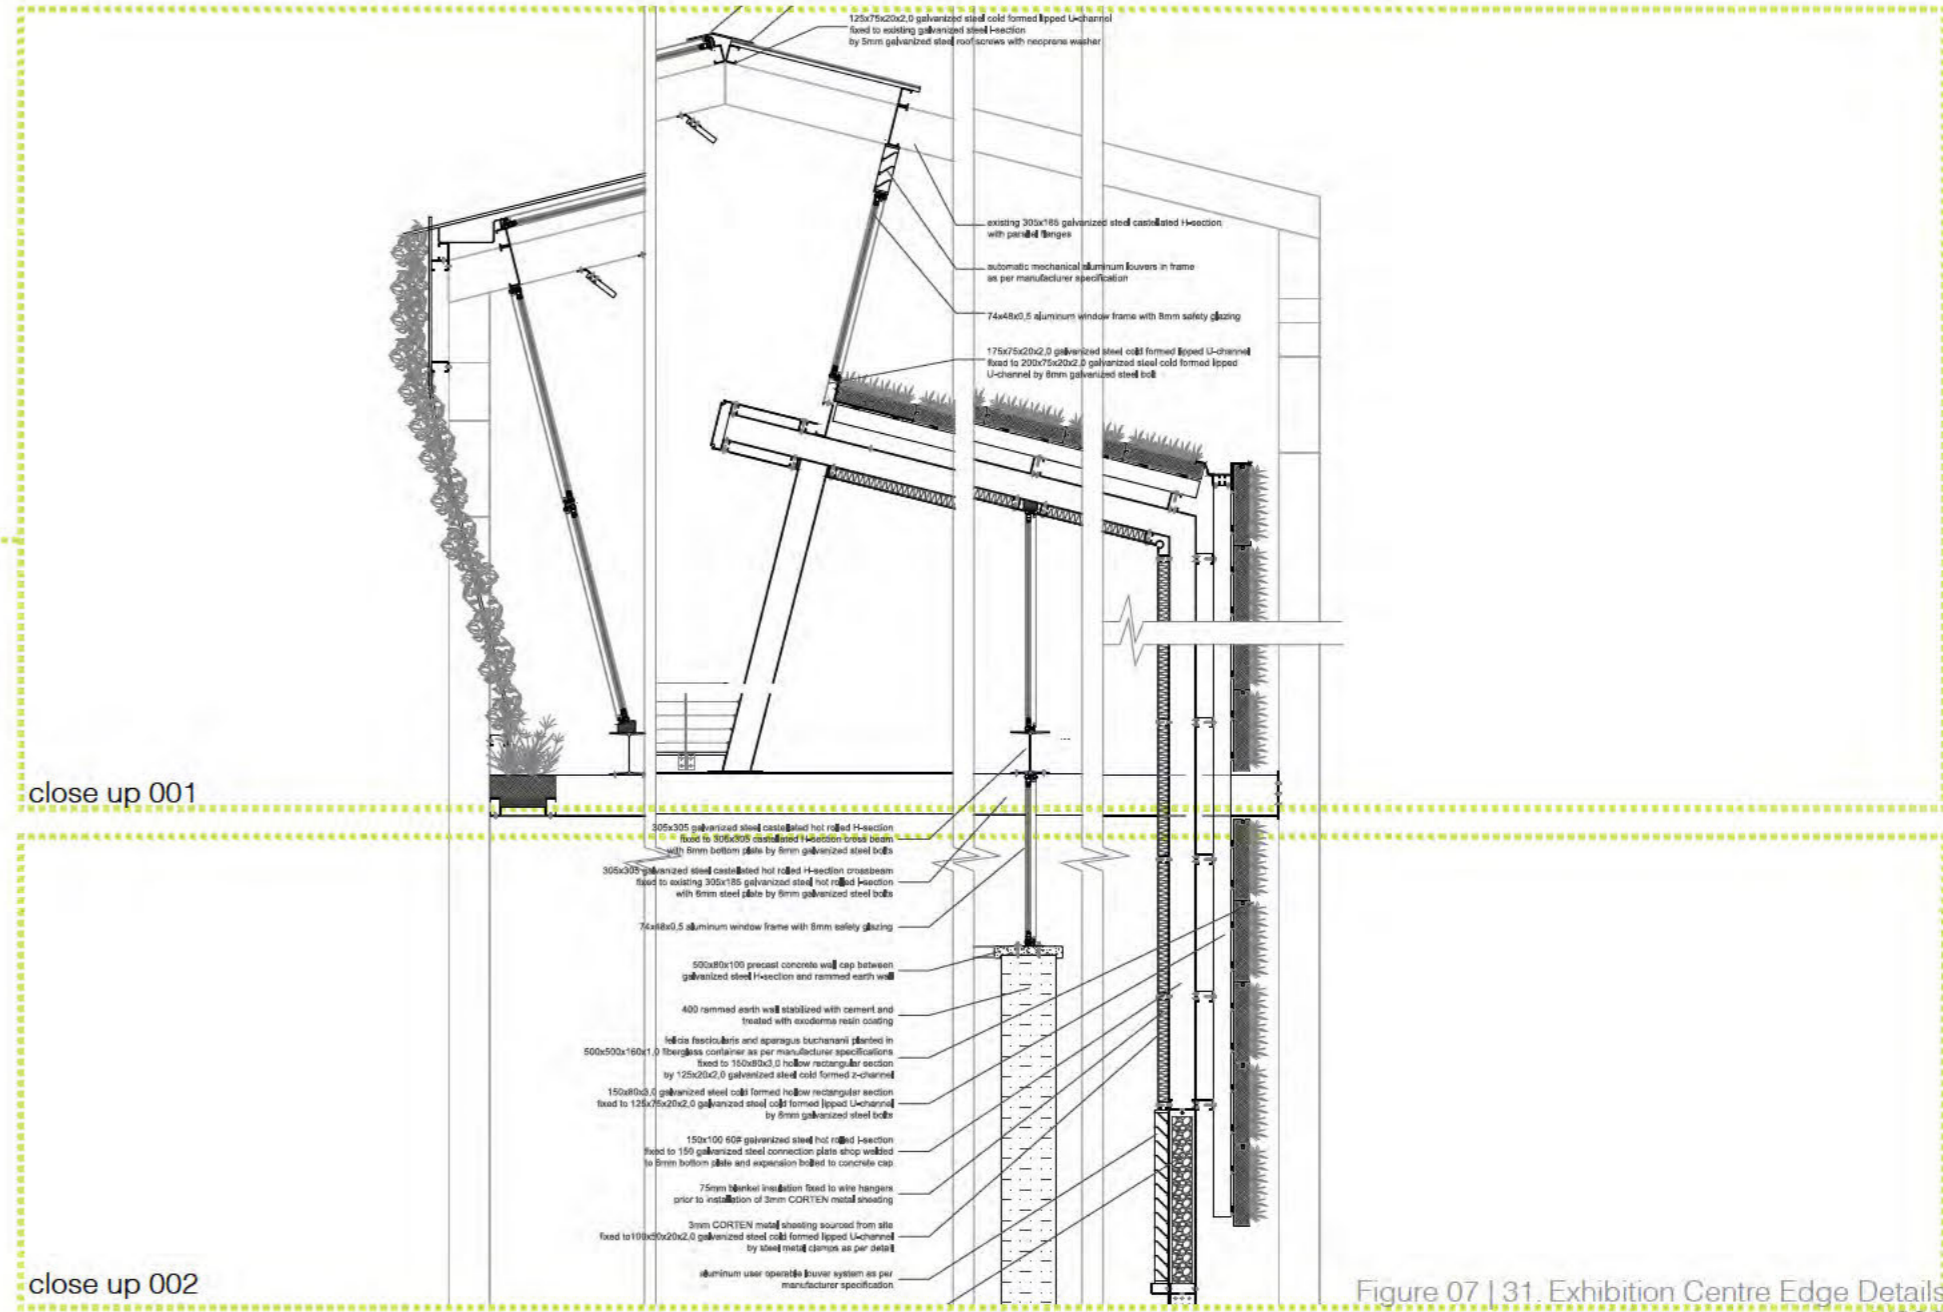 125x75x20x2,0 galvanized steel cold formed lipped U-channel
fixed to existing galvanized steel I-section
by 5mm galvanized steel roof screws with neoprene washer
existing 305x165 galvanized steel castellated H-section
with parallel flanges
automatic mechanical aluminum louvers in frame
as per manufacturer specification
74x48x0,5 aluminum window frame with 8mm safety glazing
175x75x20x2,0 galvanized steel cold formed lipped U-channel
fixed to 200x75x20x2,0 galvanized steel cold formed lipped
U-channel by 6mm galvanized steel bolt
close up 001
305x305 galvanized steel castellated hot rolled H-section
fixed to 305x305 castellated H-section cross beam
with 6mm bottom plate by 6mm galvanized steel bolts
305x305 galvanized steel castellated hot rolled H-section crossbeam
fixed to existing 305x165 galvanized steel hot rolled I-section
with 6mm steel plate by 6mm galvanized steel bolts
74x48x0,5 aluminum window frame with 8mm safety glazing
500x80x100 precast concrete wall cap between
galvanized steel H-section and rammed earth wall
400 rammed earth wall stabilized with cement and
treated with exoderma resin coating
felicia fascicularis and aparagus buchananii planted in
500x500x160x1,0 fiberglass container as per manufacturer specifications
fixed to 150x80x3,0 hollow rectangular section
by 125x20x2,0 galvanized steel cold formed z-channel
150x80x3,0 galvanized steel cold formed hollow rectangular section
fixed to 125x75x20x2,0 galvanized steel cold formed lipped U-channel
by 6mm galvanized steel bolts
150x100 60# galvanized steel hot rolled I-section
fixed to 150 galvanized steel connection plate shop welded
to 6mm bottom plate and expansion bolted to concrete cap
75mm blanket insulation fixed to wire hangers
prior to installation of 3mm CORTEN metal sheeting
3mm CORTEN metal sheeting sourced from site
fixed to100x50x20x2,0 galvanized steel cold formed lipped U-channel
by steel metal clamps as per detail
aluminum user operable louver system as per
manufacturer specification
close up 002
Figure 07 | 31. Exhibition Centre Edge Details